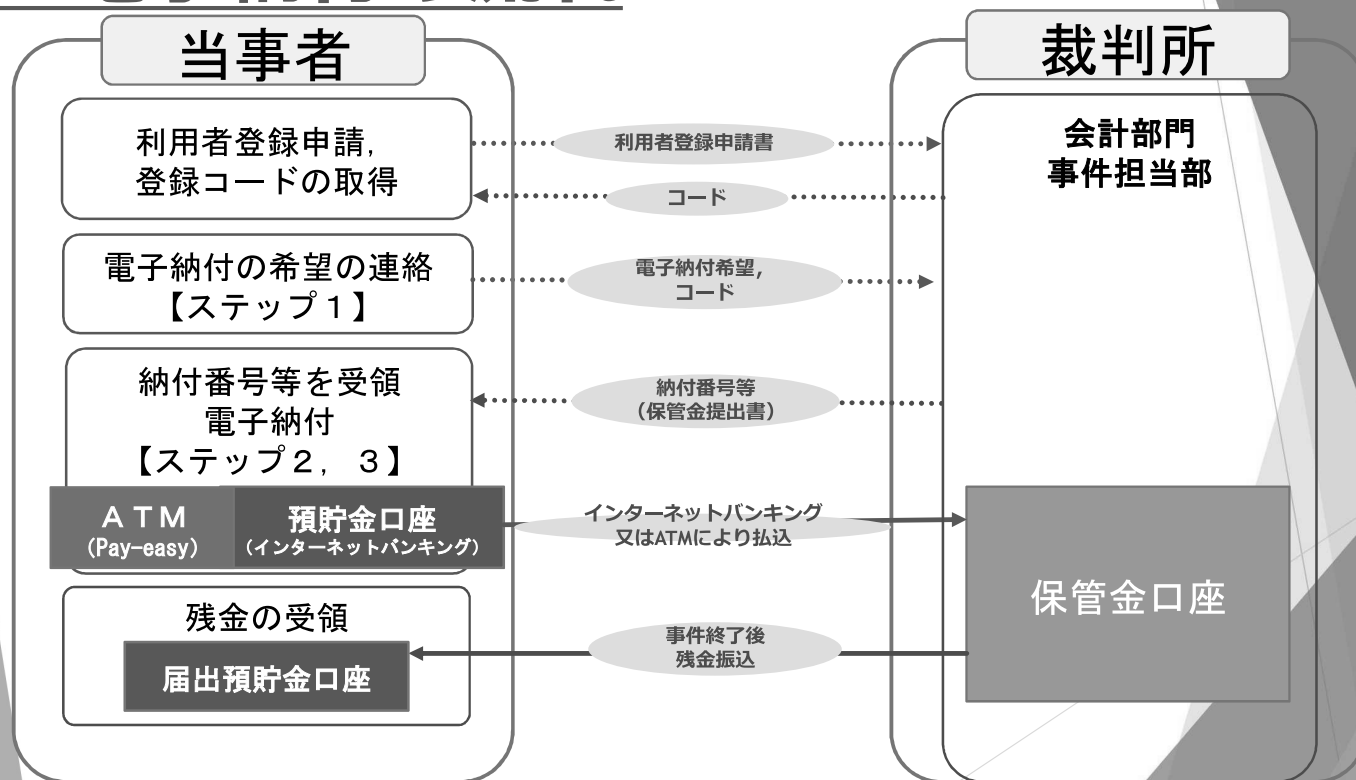 当事者
裁判所
利用者登録申請，
登録コードの取得
利用者登録申請書
コード
会計部門
事件担当部
電子納付の希望の連絡
【ステップ１】
電子納付希望，
コード
納付番号等を受領
電子納付
【ステップ２，３】
納付番号等
（保管金提出書）
ＡＴＭ
（Pay-easy）
預貯金口座
（インターネットバンキング）
インターネットバンキング
又はATMにより払込
保管金口座
残金の受領
届出預貯金口座
事件終了後
残金振込